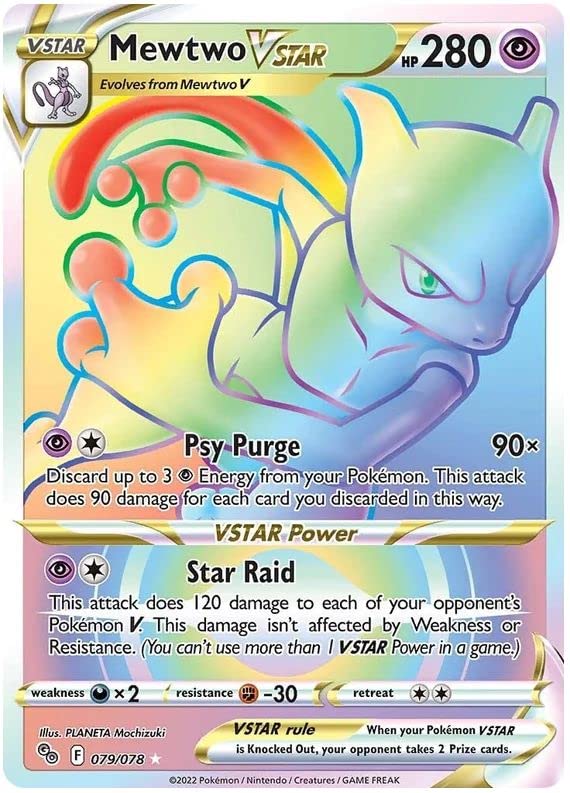 VSTAR Mewtwo VSTAR HP 280
Evolves from Mewtwo V
Psy Purge 90×
Discard up to 3 Energy from your Pokémon. This attack
does 90 damage for each card you discarded in this way.
VSTAR Power
Star Raid
This attack does 120 damage to each of your opponent's
Pokémon V. This damage isn't affected by Weakness or
Resistance. (You can't use more than 1 VSTAR Power in a game.)
weakness ×2 resistance -30 retreat
Illus. PLANETA Mochizuki
VSTAR rule When your Pokémon VSTAR
is Knocked Out, your opponent takes 2 Prize cards.
F 079/078
©2022 Pokémon / Nintendo / Creatures / GAME FREAK